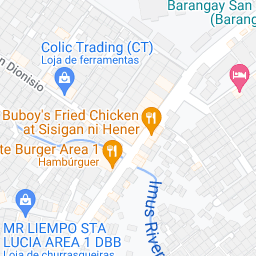 Barangay San
(Barang
Colic Trading (CT)
Loja de ferramentas
n Dionisio
Buboy's Fried Chicken
at Sisigan ni Hener
te Burger Area 1
Hambúrguer
Imus River
MR LIEMPO STA
LUCIA AREA 1 DBB
Loja de churrasqueiras